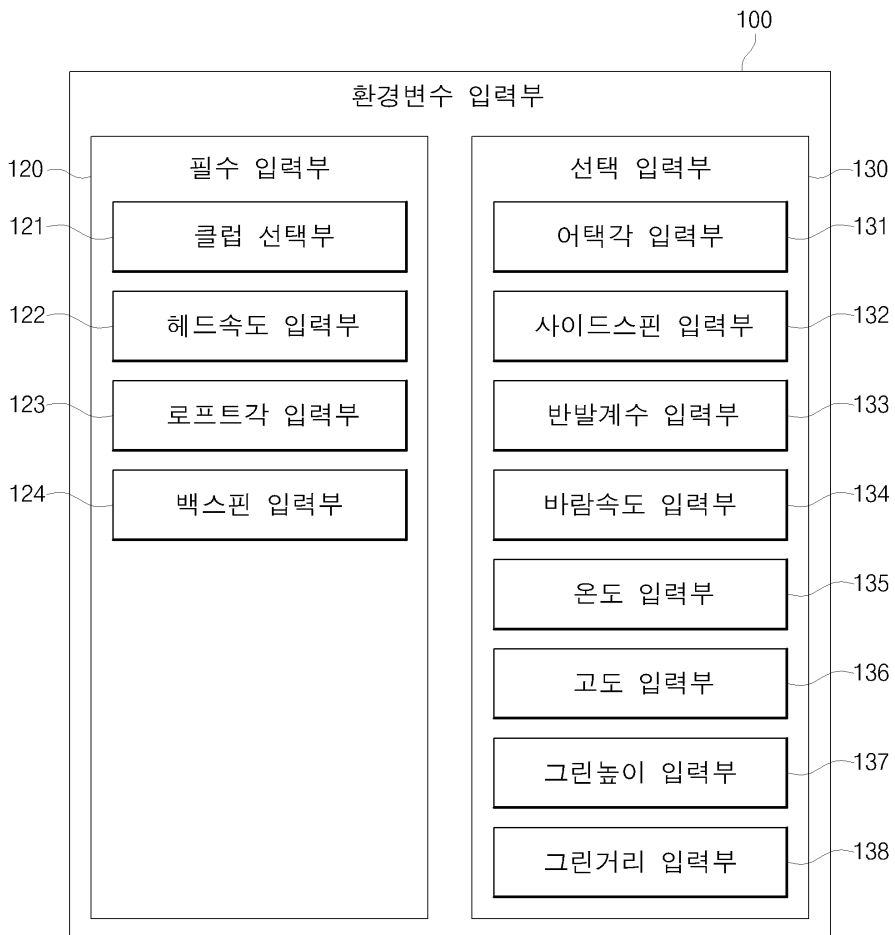 100
환경변수 입력부
120
필수 입력부
121
클럽 선택부
122
헤드속도 입력부
123
로프트각 입력부
124
백스핀 입력부
130
선택 입력부
131
어택각 입력부
132
사이드스핀 입력부
133
반발계수 입력부
134
바람속도 입력부
135
온도 입력부
136
고도 입력부
137
그린높이 입력부
138
그린거리 입력부